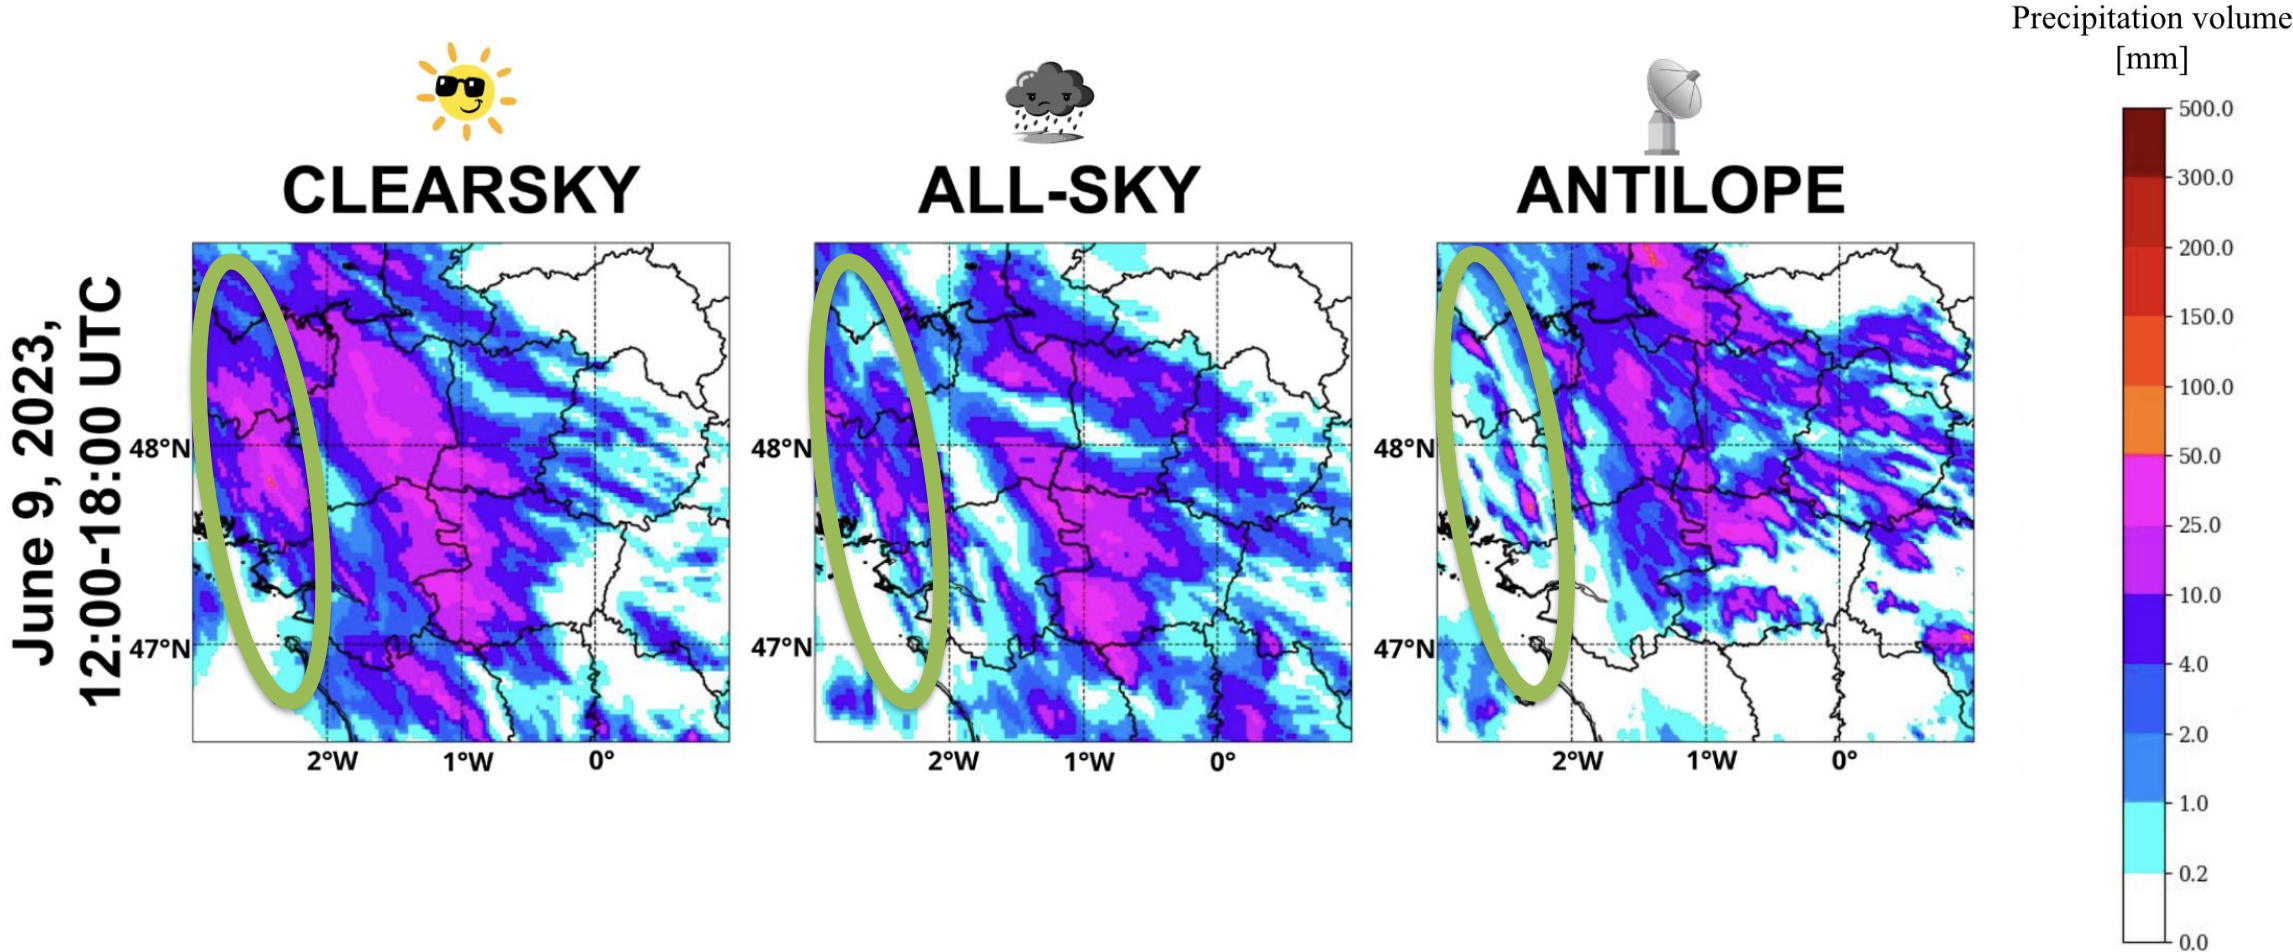 Precipitation volume
[mm]
CLEARSKY
ALL-SKY
ANTILOPE
June 9, 2023,
12:00-18:00 UTC
48°N
47°N
2°W
1°W
0°
48°N
47°N
2°W
1°W
0°
48°N
47°N
2°W
1°W
0°
500.0
300.0
200.0
150.0
100.0
50.0
25.0
10.0
4.0
2.0
1.0
0.2
0.0